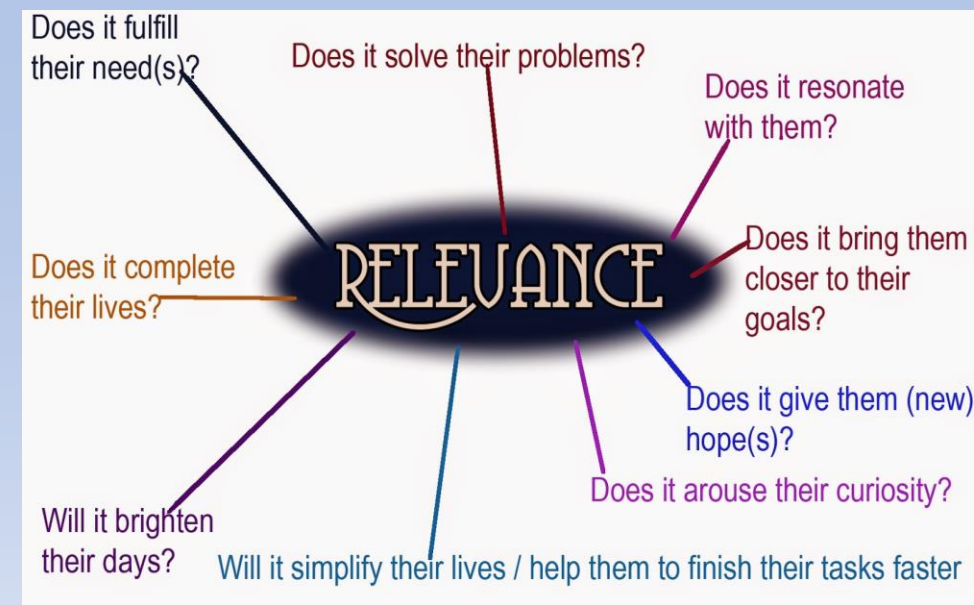 Does it fulfill
their need(s)?
Does it solve their problems?
Does it resonate
with them?
RELEVANCE
Does it complete
their lives?
Does it bring them
closer to their
goals?
Does it give them (new)
hope(s)?
Does it arouse their curiosity?
Will it brighten
their days?
Will it simplify their lives / help them to finish their tasks faster